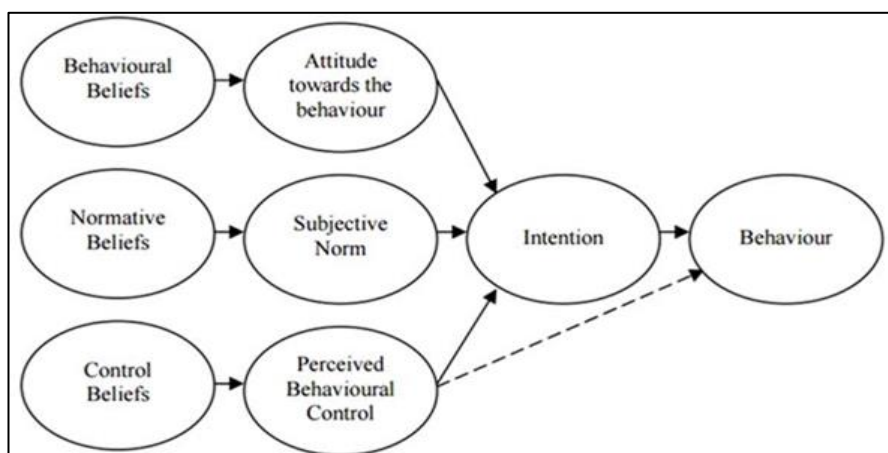 Behavioural
Beliefs
Attitude
towards the
behaviour
Normative
Beliefs
Subjective
Norm
Intention
Behaviour
Control
Beliefs
Perceived
Behavioural
Control